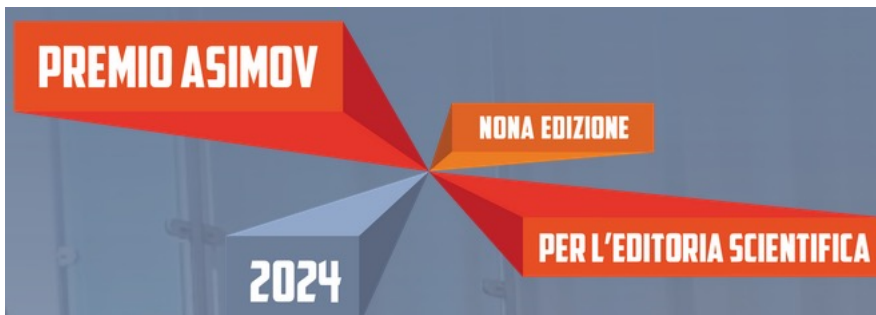 PREMIO ASIMOV
NONA EDIZIONE
2024
PER L'EDITORIA SCIENTIFICA